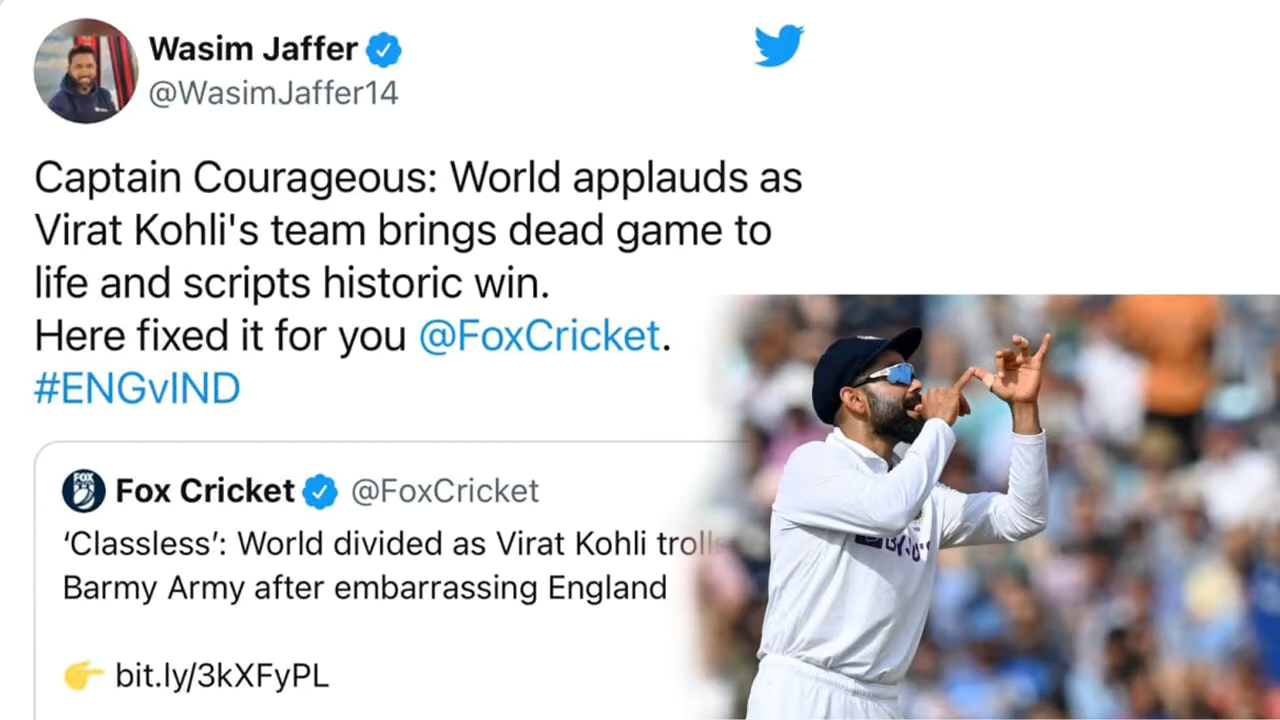 Wasim Jaffer
@WasimJaffer14
Captain Courageous: World applauds as
Virat Kohli's team brings dead game to
life and scripts historic win.
Here fixed it for you @FoxCricket.
#ENGvIND
FOX
Fox Cricket @FoxCricket
‘Classless’: World divided as Virat Kohli trolls
Barmy Army after embarrassing England
👉 bit.ly/3kXFyPL